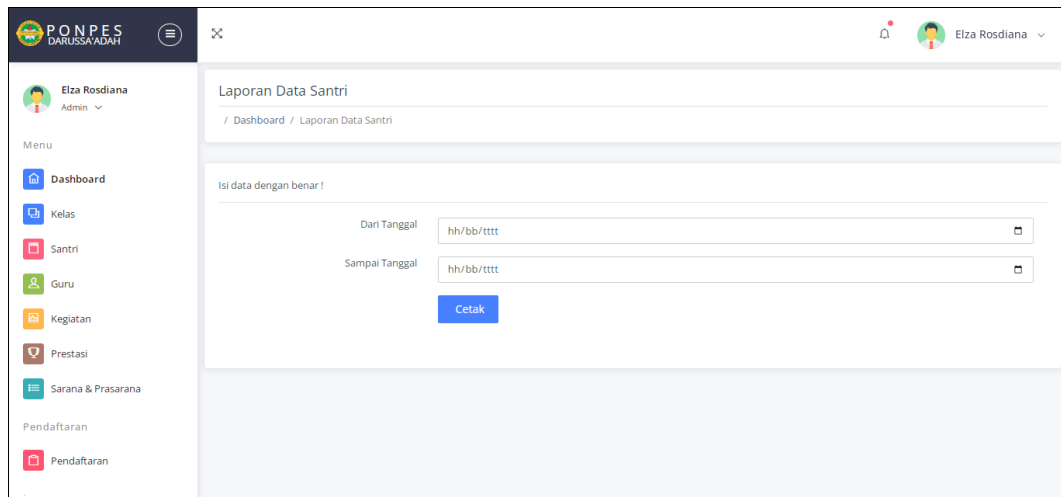 PONPES
DARUSSA'ADAH
Elza Rosdiana
Elza Rosdiana
Admin
Menu
Dashboard
Kelas
Santri
Guru
Kegiatan
Prestasi
Sarana & Prasarana
Pendaftaran
Pendaftaran
Laporan Data Santri
/ Dashboard / Laporan Data Santri
Isi data dengan benar !
Dari Tanggal
hh/bb/tttt
Sampai Tanggal
hh/bb/tttt
Cetak